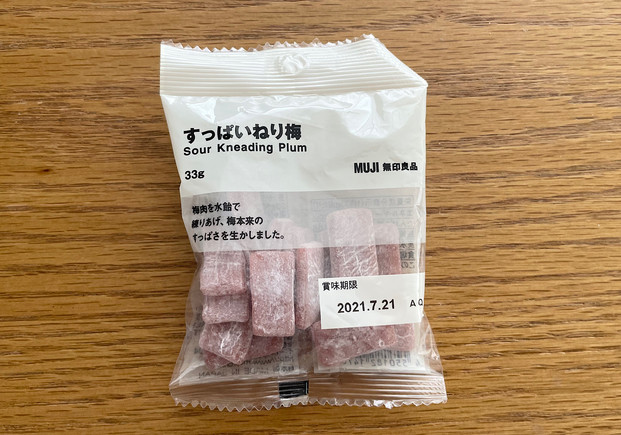 すっぱいねり梅
Sour Kneading Plum
33g
MUJI 無印良品
梅肉を水飴で
練りあげ、梅本来の
すっぱさを生かしました。
賞味期限
2021.7.21 AQ